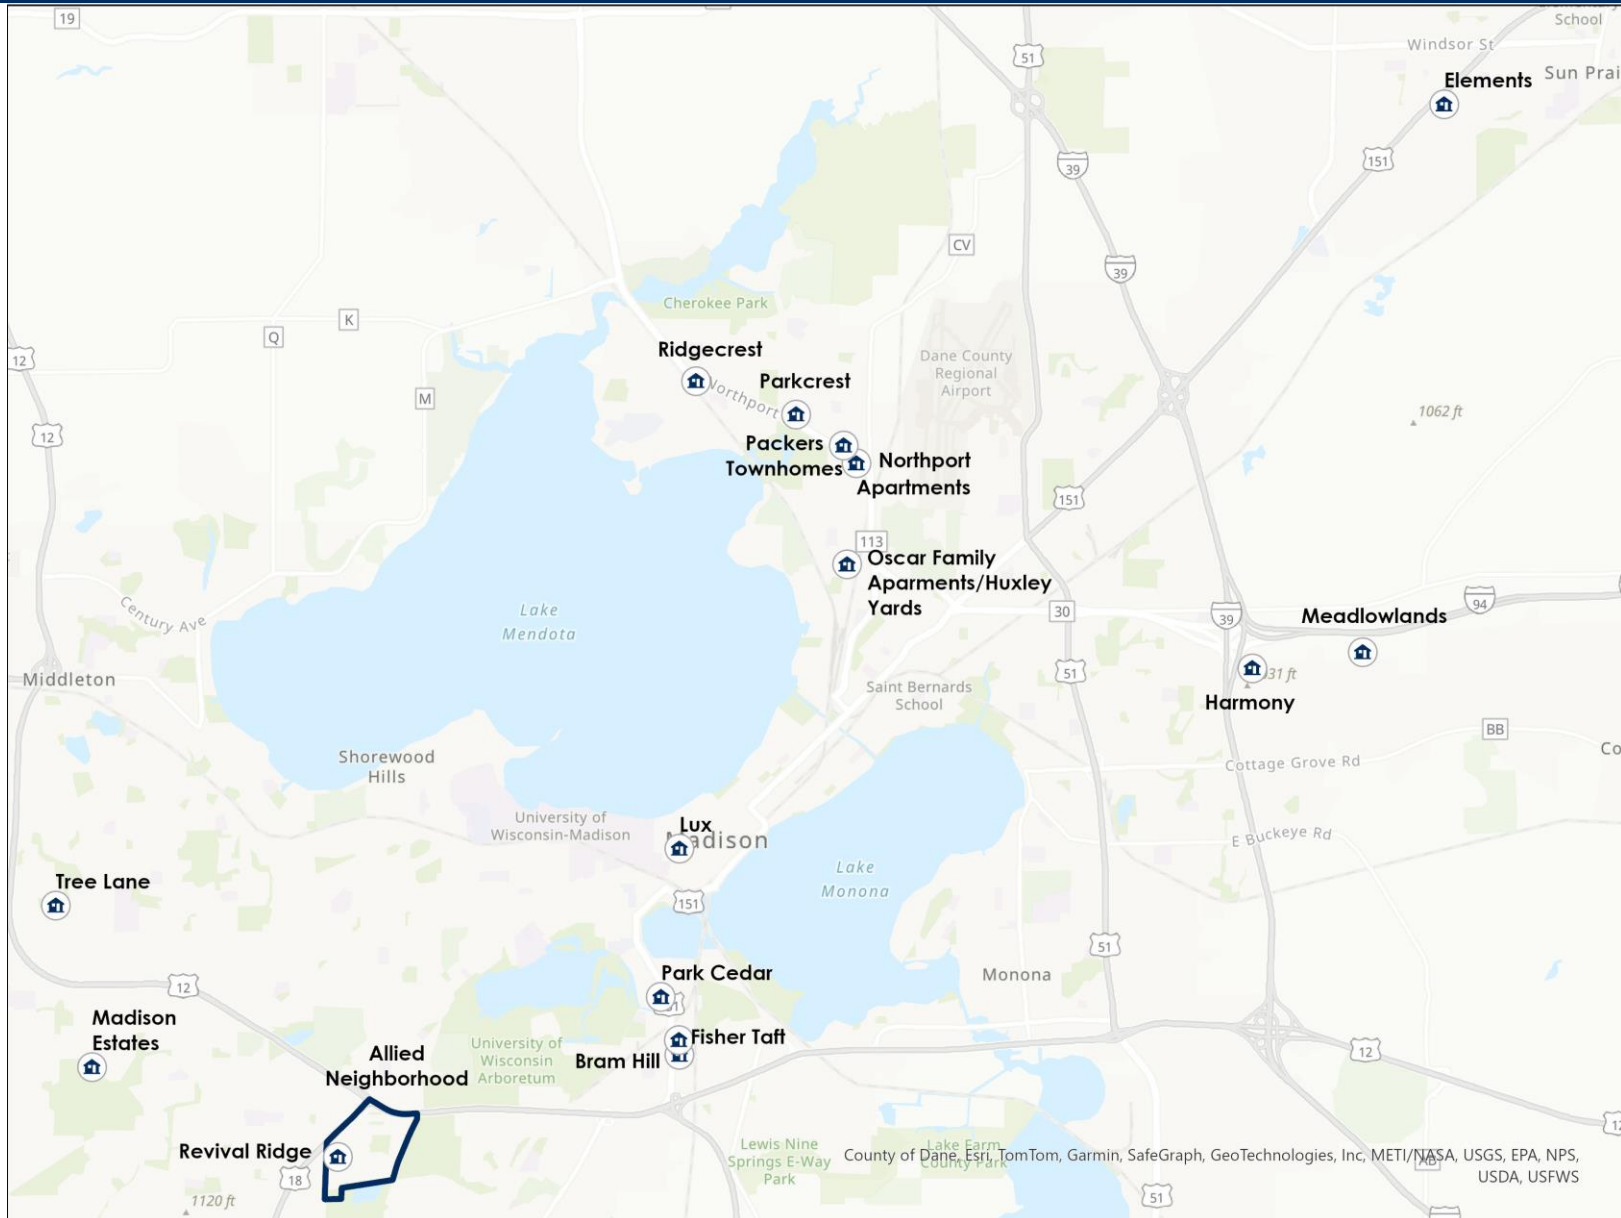 19
School
51
Windsor St
Sun Prai
Elements
39
151
CV
39
Cherokee Park
K
Q
12
Ridgecrest
Dane County
Regional
Airport
Parkcrest
Northport
M
1062 ft
12
Packers
Townhomes
Northport
Apartments
151
113
Oscar Family
Aparments/Huxley
Yards
Century Ave
Lake
Mendota
30
39
94
Meadlowlands
Middleton
51
31 ft
Saint Bernards
School
Harmony
BB
Shorewood
Hills
Co
Cottage Grove Rd
University of
Wisconsin-Madison
Lux
adison
E Buckeye Rd
Lake
Monona
Tree Lane
151
51
Park Cedar
Monona
12
Madison
Estates
Fisher Taft
Bram Hill
University of
Wisconsin
Arboretum
Allied
Neighborhood
12
12
Revival Ridge
18
Lewis Nine
Springs E-Way
Park
Lake Farm
County Park
County of Dane, Esri, TomTom, Garmin, SafeGraph, GeoTechnologies, Inc, METI/NASA, USGS, EPA, NPS,
USDA, USFWS
AB
1120 ft
51